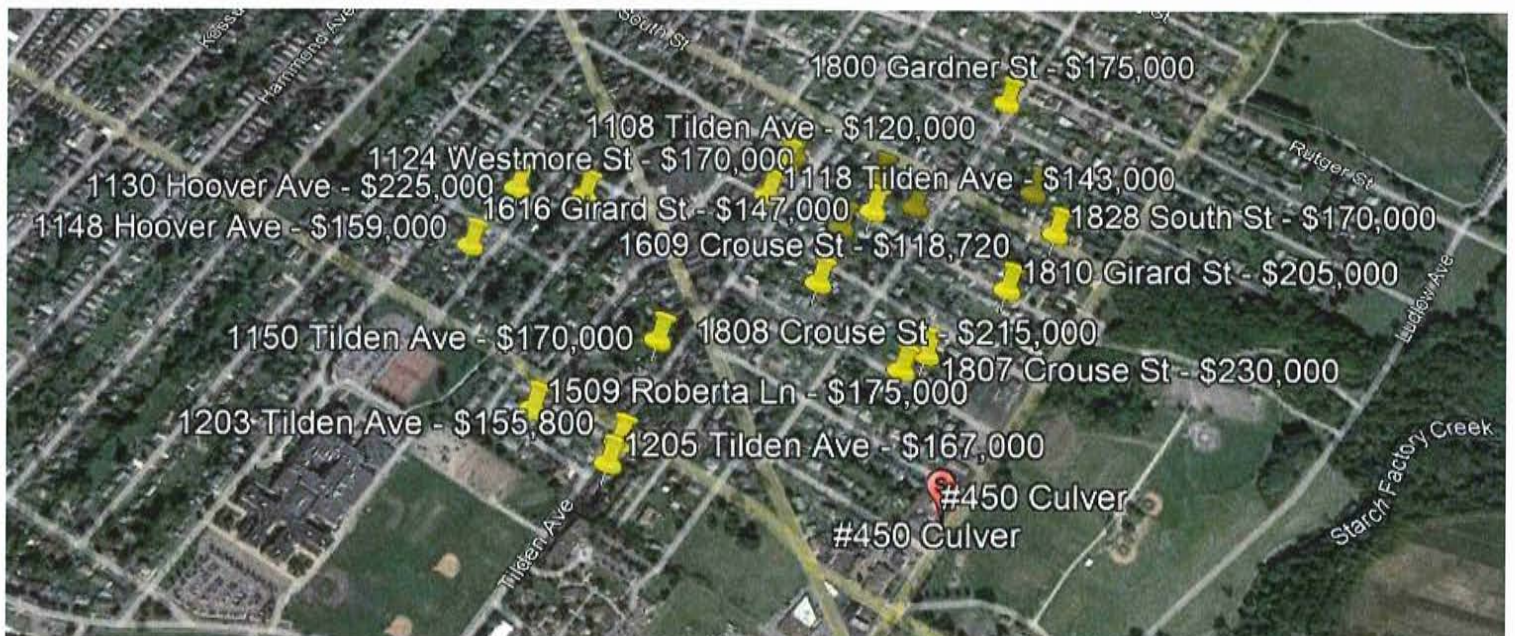 Kossu
Hammond Ave
South St
1800 Gardner St - $175,000
1108 Tilden Ave - $120,000
Rutger St
1124 Westmore St - $170,000
1130 Hoover Ave - $225,000
1118 Tilden Ave - $143,000
1616 Girard St - $147,000
1828 South St - $170,000
1148 Hoover Ave - $159,000
1609 Crouse St - $118,720
1810 Girard St - $205,000
Ludlow Ave
1150 Tilden Ave - $170,000
1808 Crouse St - $215,000
1807 Crouse St - $230,000
1509 Roberta Ln - $175,000
1203 Tilden Ave - $155,800
1205 Tilden Ave - $167,000
Starch Factory Creek
#450 Culver
#450 Culver
Tilden Ave